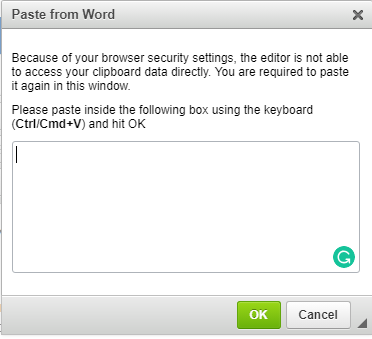 Paste from Word
Because of your browser security settings, the editor is not able
to access your clipboard data directly. You are required to paste
it again in this window.
Please paste inside the following box using the keyboard
(Ctrl/Cmd+V) and hit OK
OK Cancel